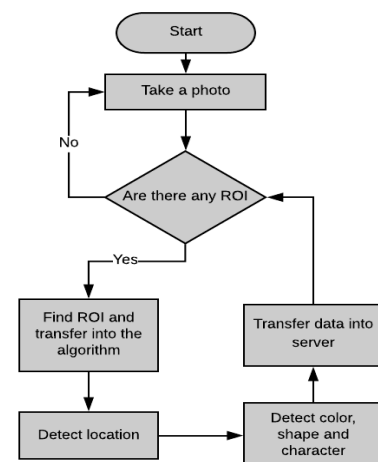 Start
Take a photo
No
Are there any ROI
Yes
Find ROI and
transfer into the
algorithm
Transfer data into
server
Detect location
Detect color,
shape and
character